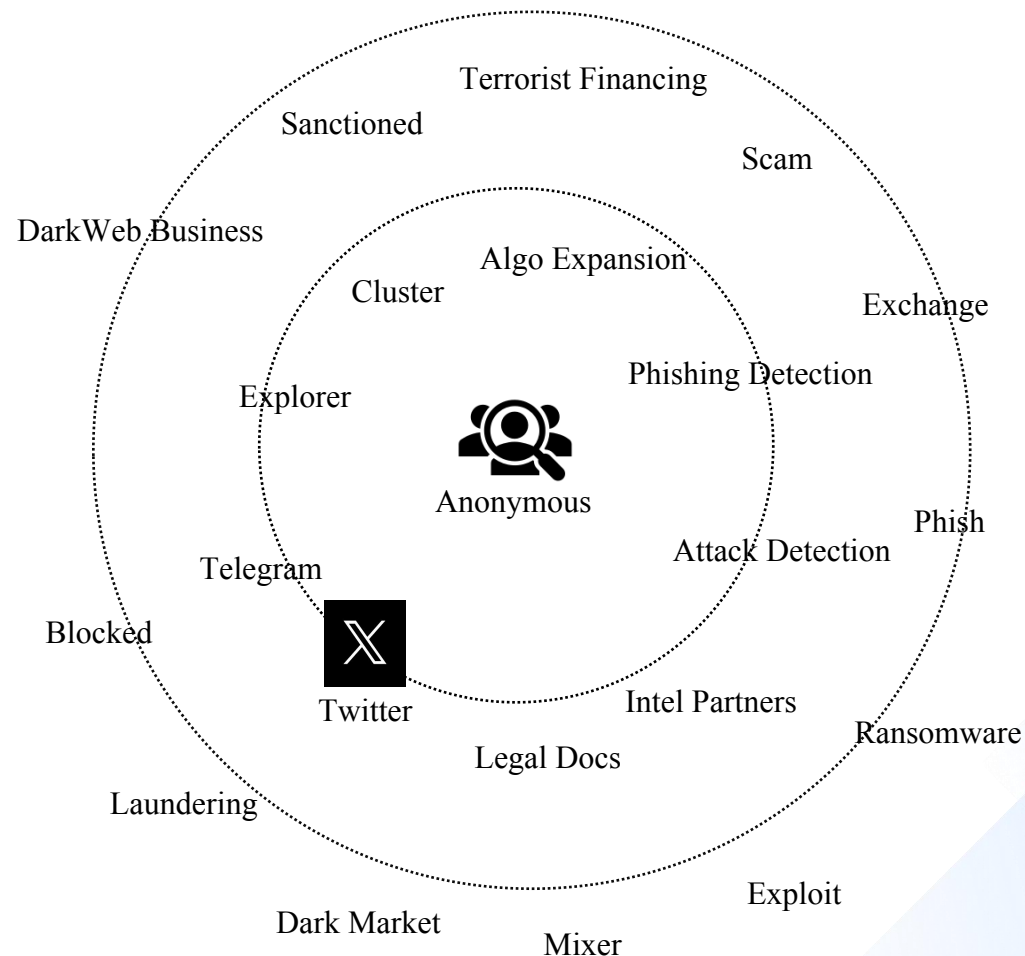 Terrorist Financing
Sanctioned
Scam
DarkWeb Business
Algo Expansion
Cluster
Exchange
Phishing Detection
Explorer
Anonymous
Phish
Attack Detection
Telegram
Blocked
X
Twitter
Intel Partners
Ransomware
Legal Docs
Laundering
Exploit
Dark Market
Mixer